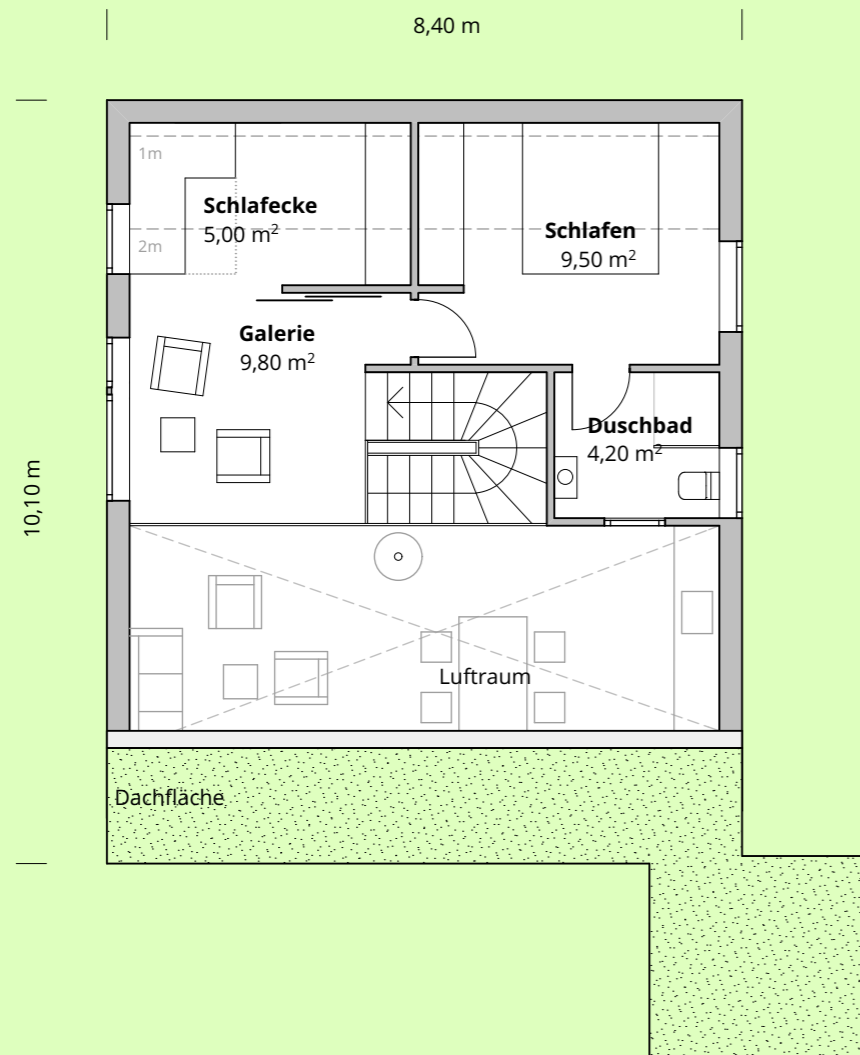 8,40 m
1m
Schlafecke
5,00 m²
2m
Schlafen
9,50 m²
Galerie
9,80 m²
Duschbad
4,20 m²
10,10 m
Luftraum
Dachfläche